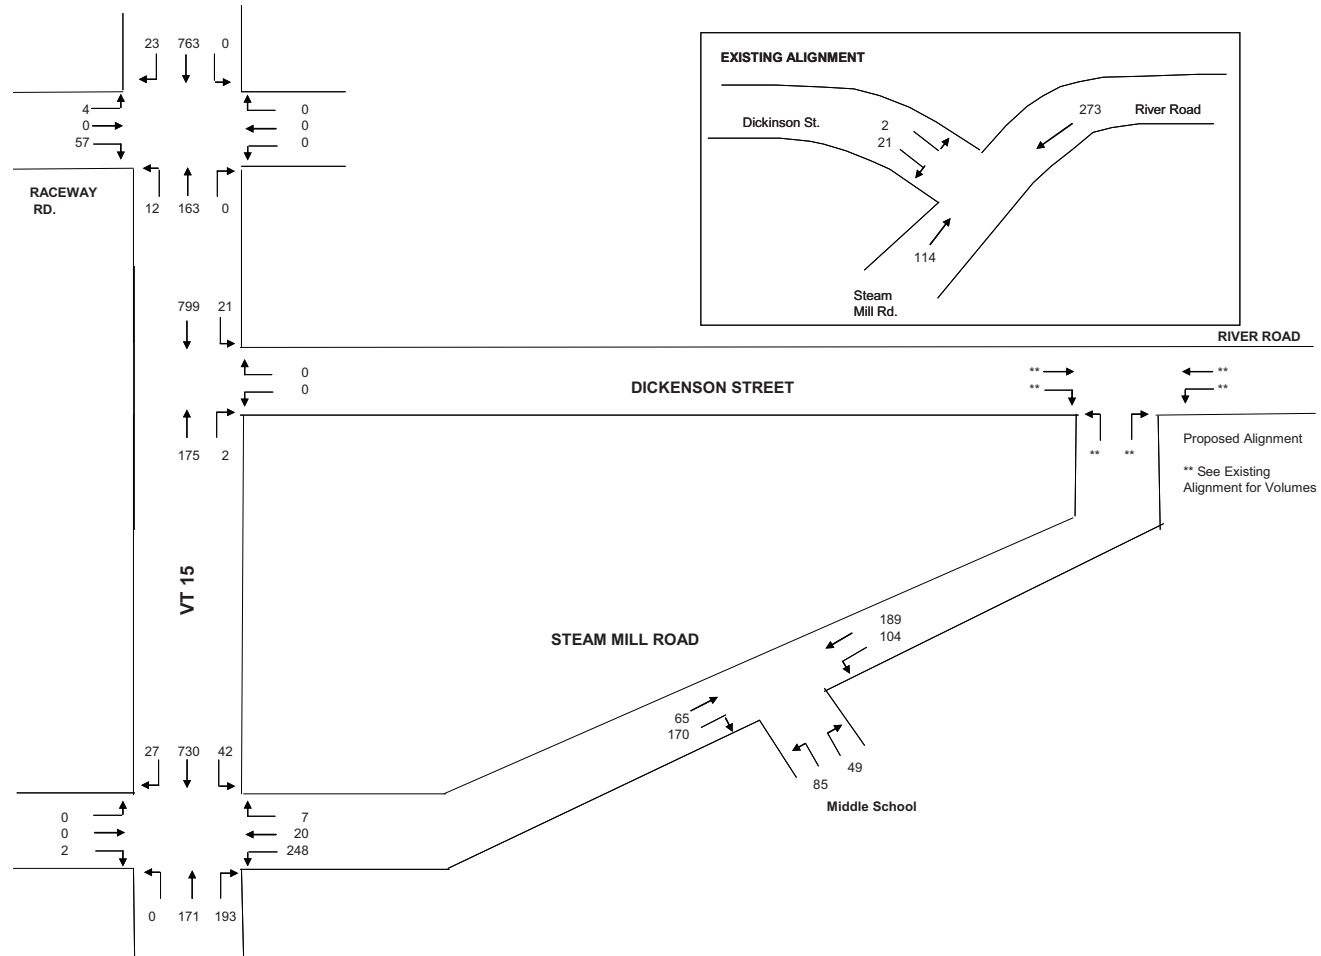 23 763 0
4
0
57
0
0
0
RACEWAY
RD.
12 163 0
799 21
0
0
175 2
EXISTING ALIGNMENT
Dickinson St.
2
21
273
River Road
114
Steam
Mill Rd.
RIVER ROAD
DICKENSON STREET
**
**
**
**
** **
Proposed Alignment
** See Existing
Alignment for Volumes
VT 15
STEAM MILL ROAD
189
104
65
170
85
49
Middle School
27 730 42
0
0
2
7
20
248
0 171 193